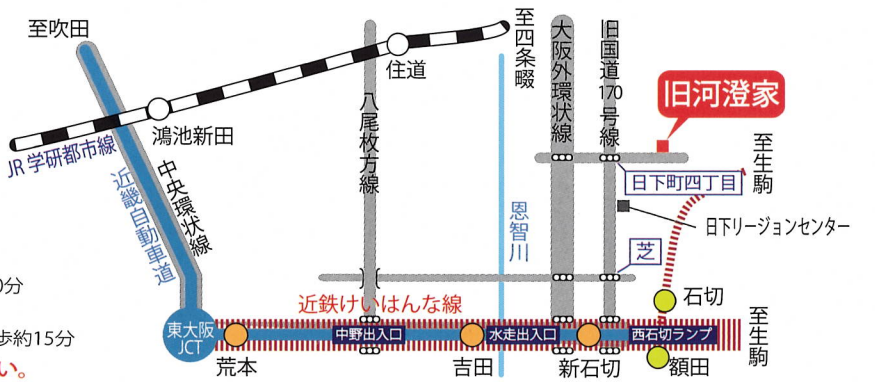 至吹田
住道
鴻池新田
JR学研都市線
近畿自動車道
中央環状線
八尾枚方線
至四条畷
大阪外環状線
旧国道170号線
旧河澄家
至生駒
日下町四丁目
日下リージョンセンター
恩智川
芝
近鉄けいはんな線
石切
0分
歩約15分
い。
東大阪
JCT
荒本
中野出入口
吉田
水走出入口
新石切
西石切ランプ
額田
至生駒